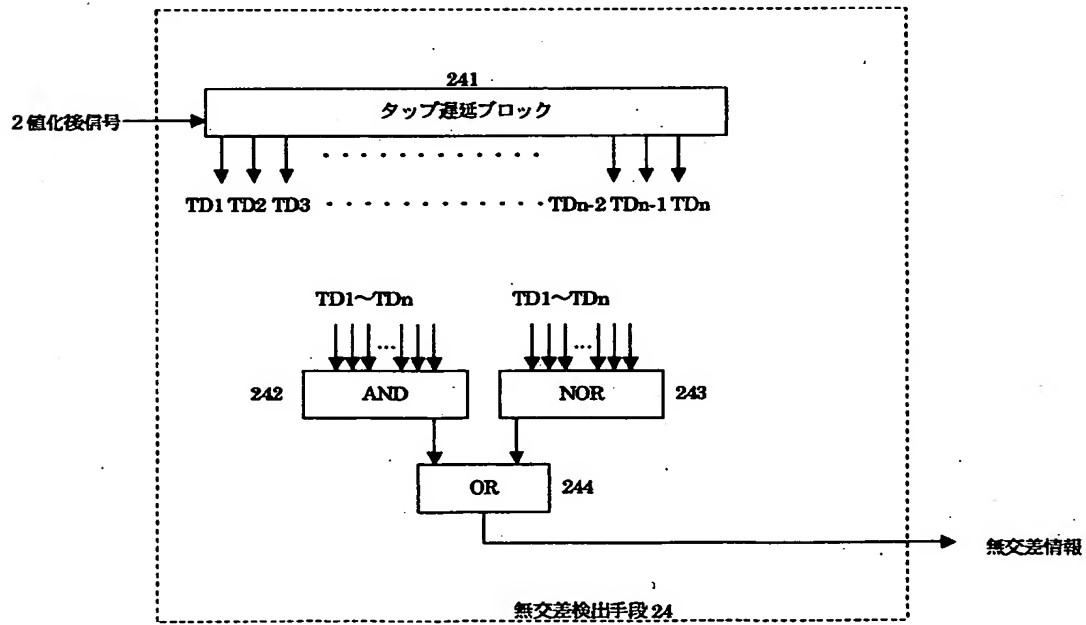 241
タップ遅延ブロック
2値化後信号
TD1 TD2 TD3 ・・・・・・・・・・・・ TDn-2 TDn-1 TDn
TD1～TDn TD1～TDn
242 AND NOR 243
OR 244
無交差情報
無交差検出手段24